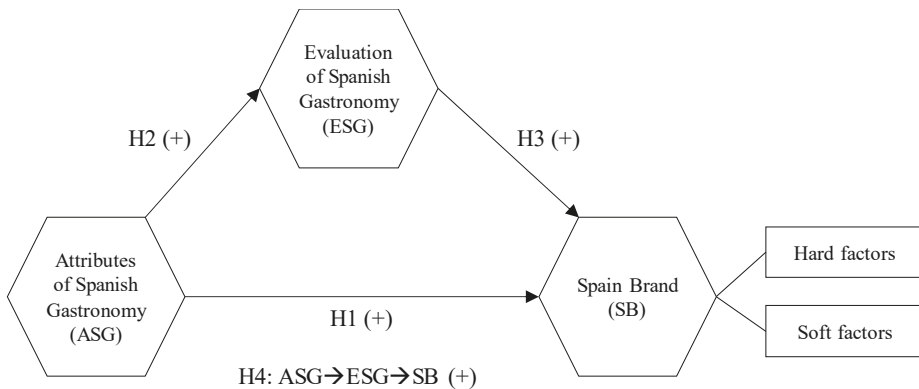 Evaluation
of Spanish
Gastronomy
(ESG)
H2 (+)
H3 (+)
Attributes
of Spanish
Gastronomy
(ASG)
H1 (+)
Spain Brand
(SB)
Hard factors
Soft factors
H4: ASG→ESG→SB (+)